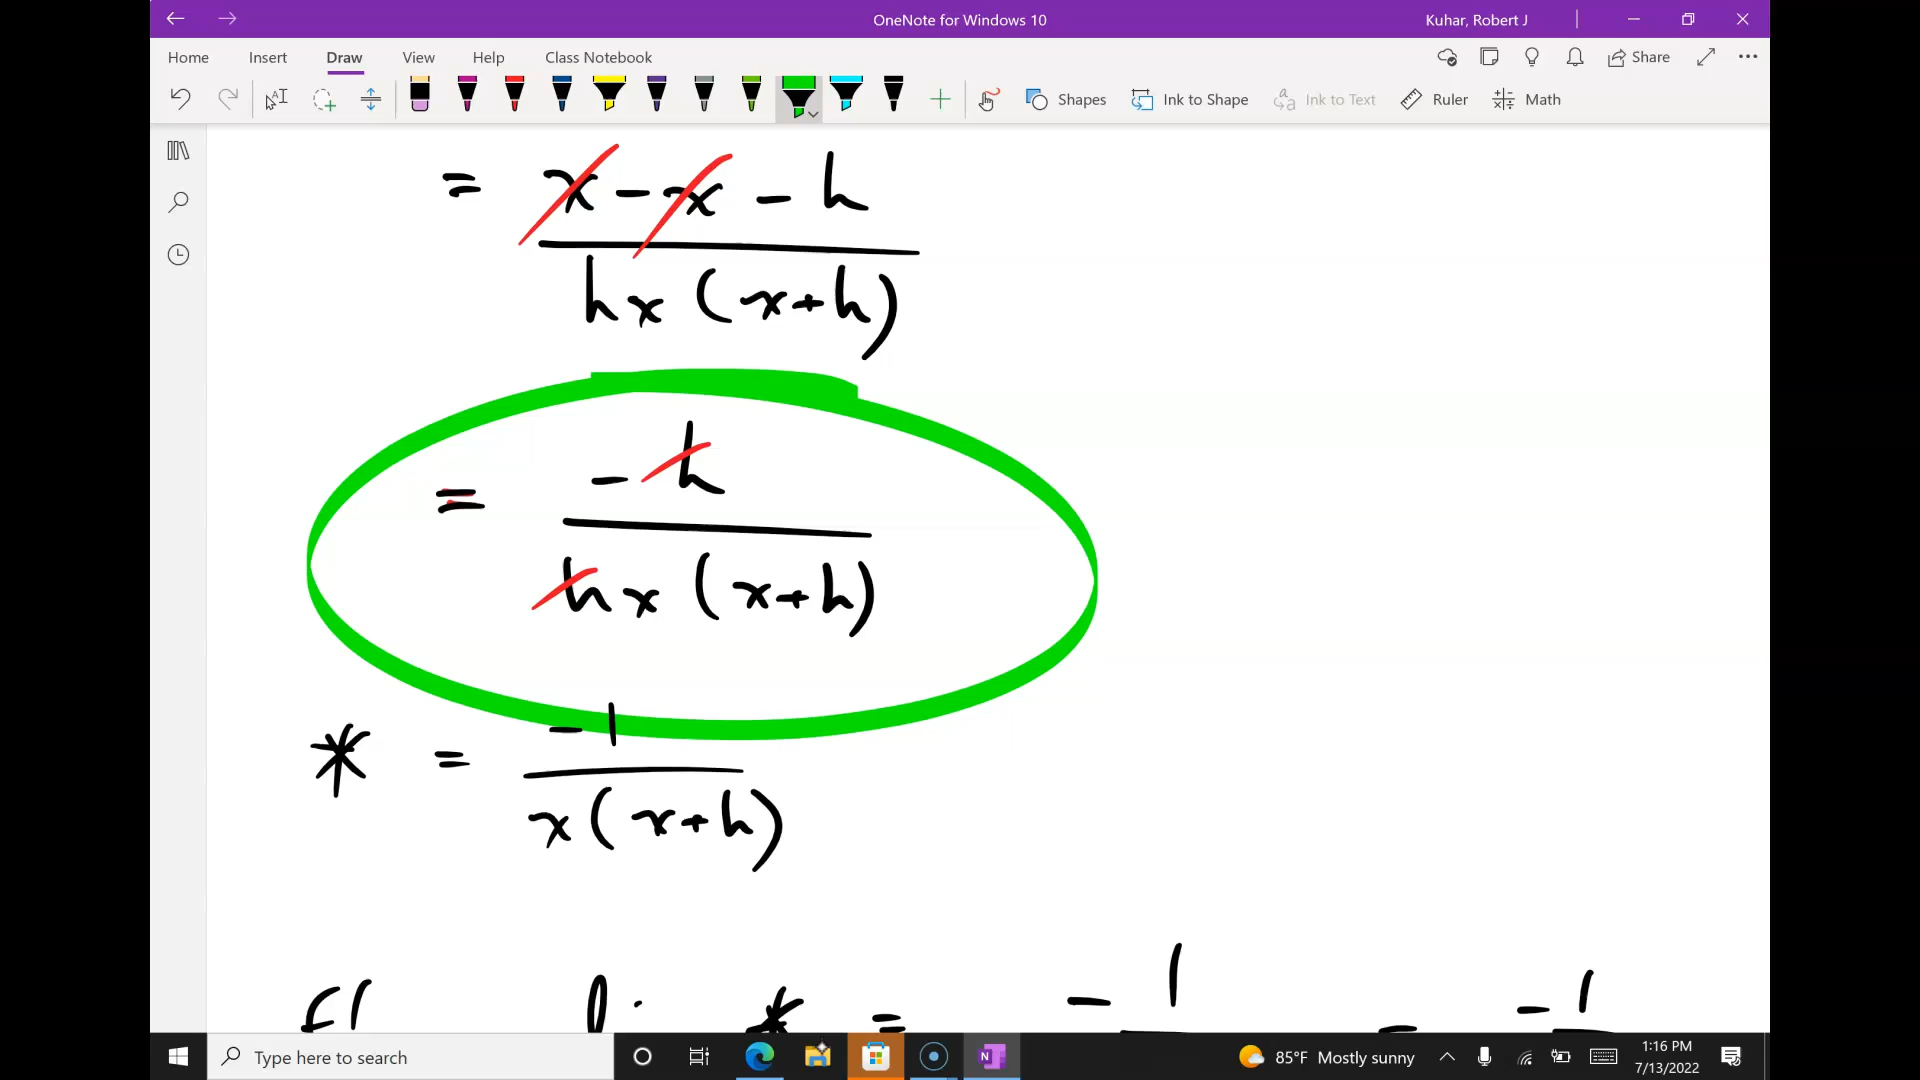 OneNote for Windows 10 Kuhar, Robert J
Home Insert Draw View Help Class Notebook Share
Shapes Ink to Shape Ink to Text Ruler Math
= x - x - h
hx (x+h)
= -h
hx (x+h)
* = -1
x(x+h)
* = -1 = -1
Type here to search 85°F Mostly sunny 1:16 PM
7/13/2022